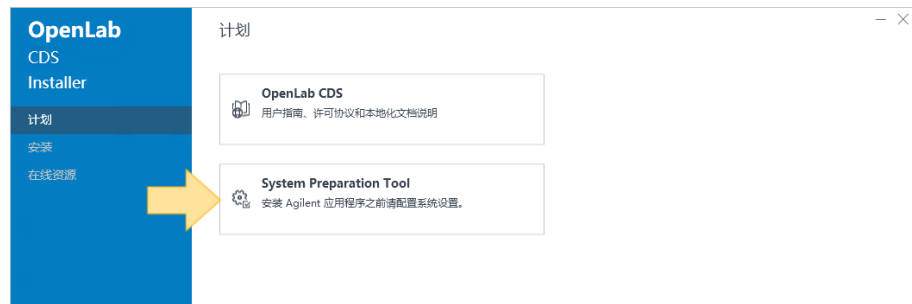 OpenLab
CDS
Installer
计划
安装
在线资源
计划
OpenLab CDS
用户指南、许可协议和本地化文档说明
System Preparation Tool
安装 Agilent 应用程序之前请配置系统设置。